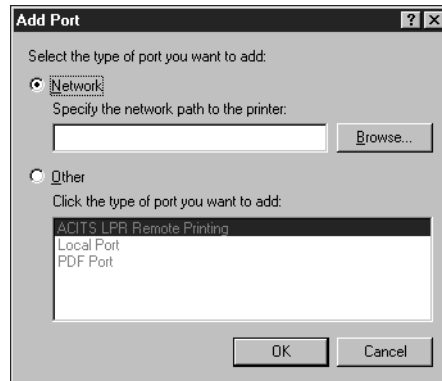 Add Port
Select the type of port you want to add:
Network
Specify the network path to the printer:
Browse...
Other
Click the type of port you want to add:
ACITS LPR Remote Printing
Local Port
PDF Port
OK
Cancel